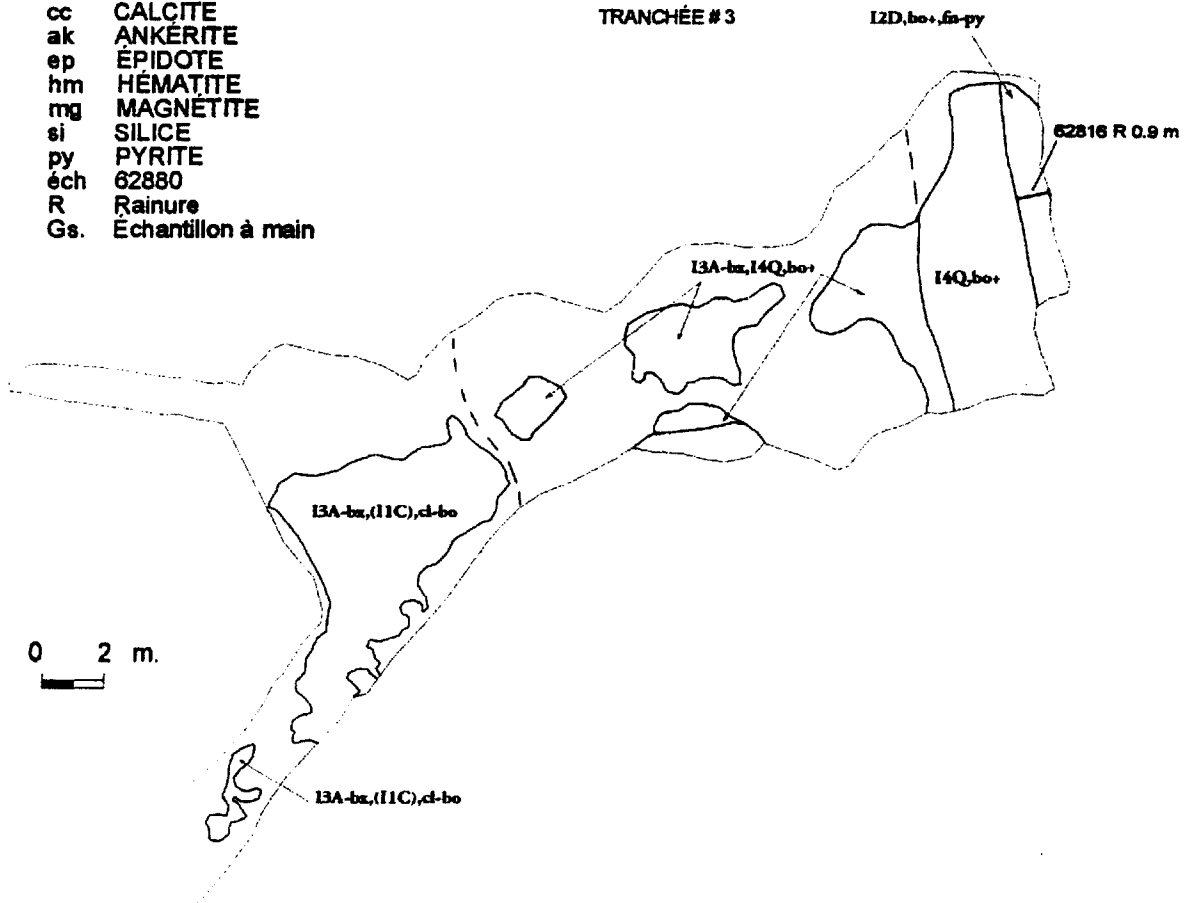 cc CALCITE
ak ANKÉRITE
ep ÉPIDOTE
hm HÉMATITE
mg MAGNÉTITE
si SILICE
py PYRITE
éch 62880
R Rainure
Gs. Échantillon à main
TRANCHÉE # 3
I2D,bo+,fn-py
62816 R 0.9 m
I3A-bx,I4Q,bo+
I4Q,bo+
I3A-bx,(I1C),cl-bo
0 2 m.
I3A-bx,(I1C),cl-bo